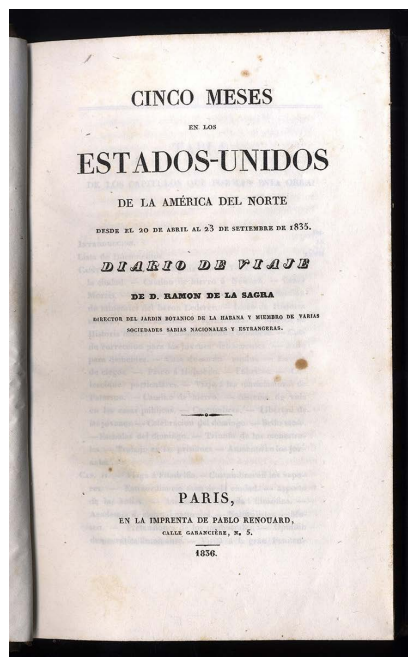 CINCO MESES
EN LOS
ESTADOS-UNIDOS
DE LA AMÉRICA DEL NORTE
DESDE EL 20 DE ABRIL AL 23 DE SETIEMBRE DE 1835.
DIARIO DE VIAJE
DE D. RAMON DE LA SAGRA
DIRECTOR DEL JARDIN BOTANICO DE LA HABANA Y MIEMBRO DE VARIAS
SOCIEDADES SABIAS NACIONALES Y ESTRANGERAS.
PARIS,
EN LA IMPRENTA DE PABLO RENOUARD,
CALLE GARANCIÈRE, N. 5.
1836.